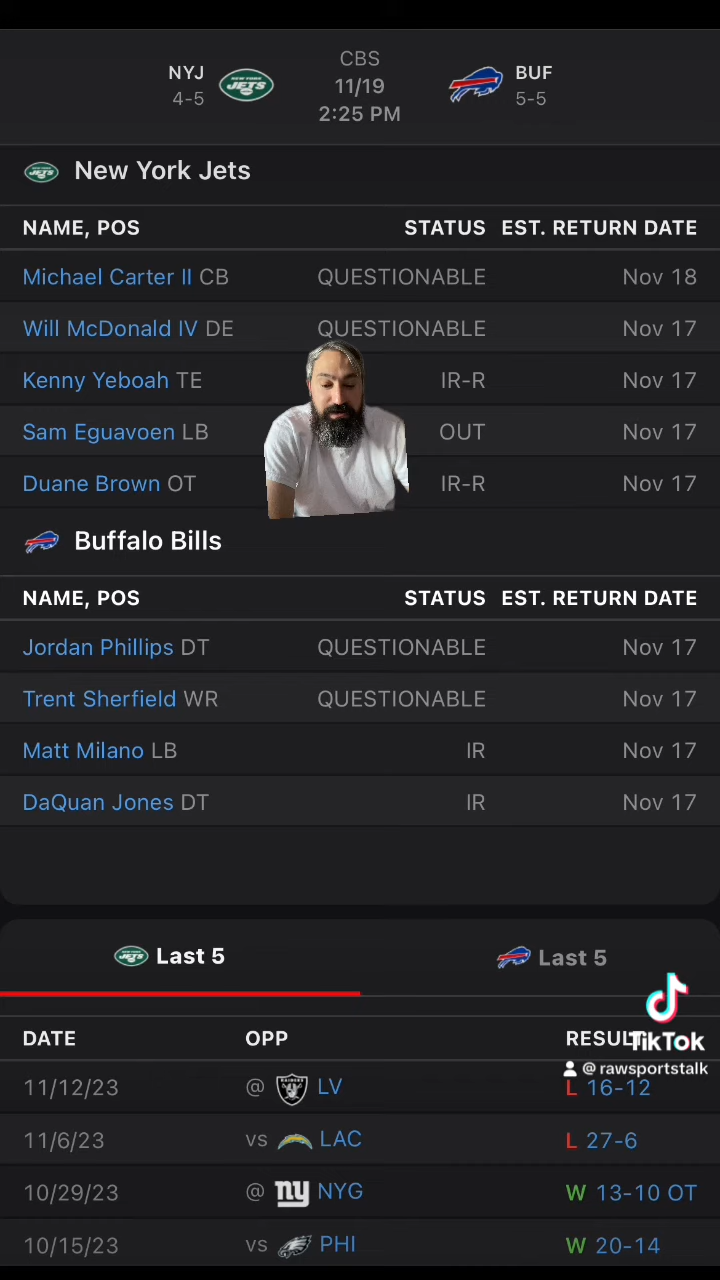 CBS
NYJ BUF
4-5 11/19 5-5
2:25 PM
NEW YORK JETS
New York Jets
NAME, POS STATUS EST. RETURN DATE
Michael Carter II CB QUESTIONABLE Nov 18
Will McDonald IV DE QUESTIONABLE Nov 17
Kenny Yeboah TE IR-R Nov 17
Sam Eguavoen LB OUT Nov 17
Duane Brown OT IR-R Nov 17
Buffalo Bills
NAME, POS STATUS EST. RETURN DATE
Jordan Phillips DT QUESTIONABLE Nov 17
Trent Sherfield WR QUESTIONABLE Nov 17
Matt Milano LB IR Nov 17
DaQuan Jones DT IR Nov 17
JETS Last 5 Last 5
DATE OPP RESULT
TikTok
@rawsportstalk
11/12/23 @ RAIDERS LV L 16-12
11/6/23 vs LAC L 27-6
10/29/23 @ ny NYG W 13-10 OT
10/15/23 vs PHI W 20-14